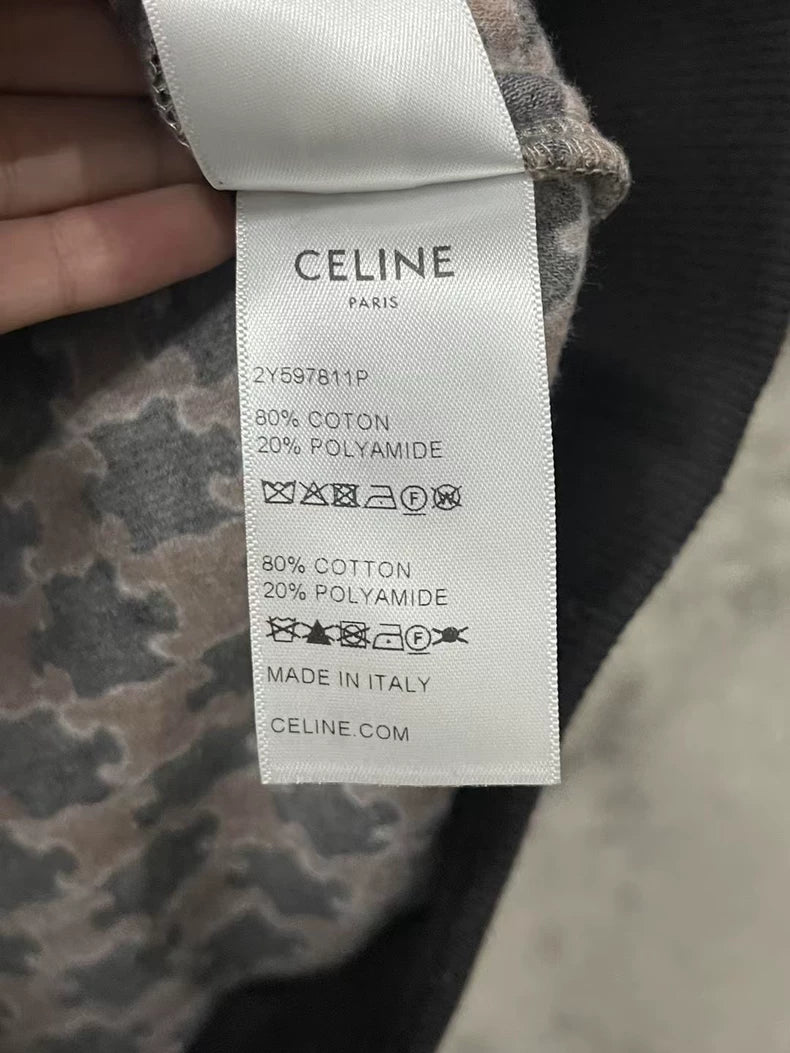 CELINE
PARIS
2Y597811P
80% COTON
20% POLYAMIDE
F W
80% COTTON
20% POLYAMIDE
F
MADE IN ITALY
CELINE.COM